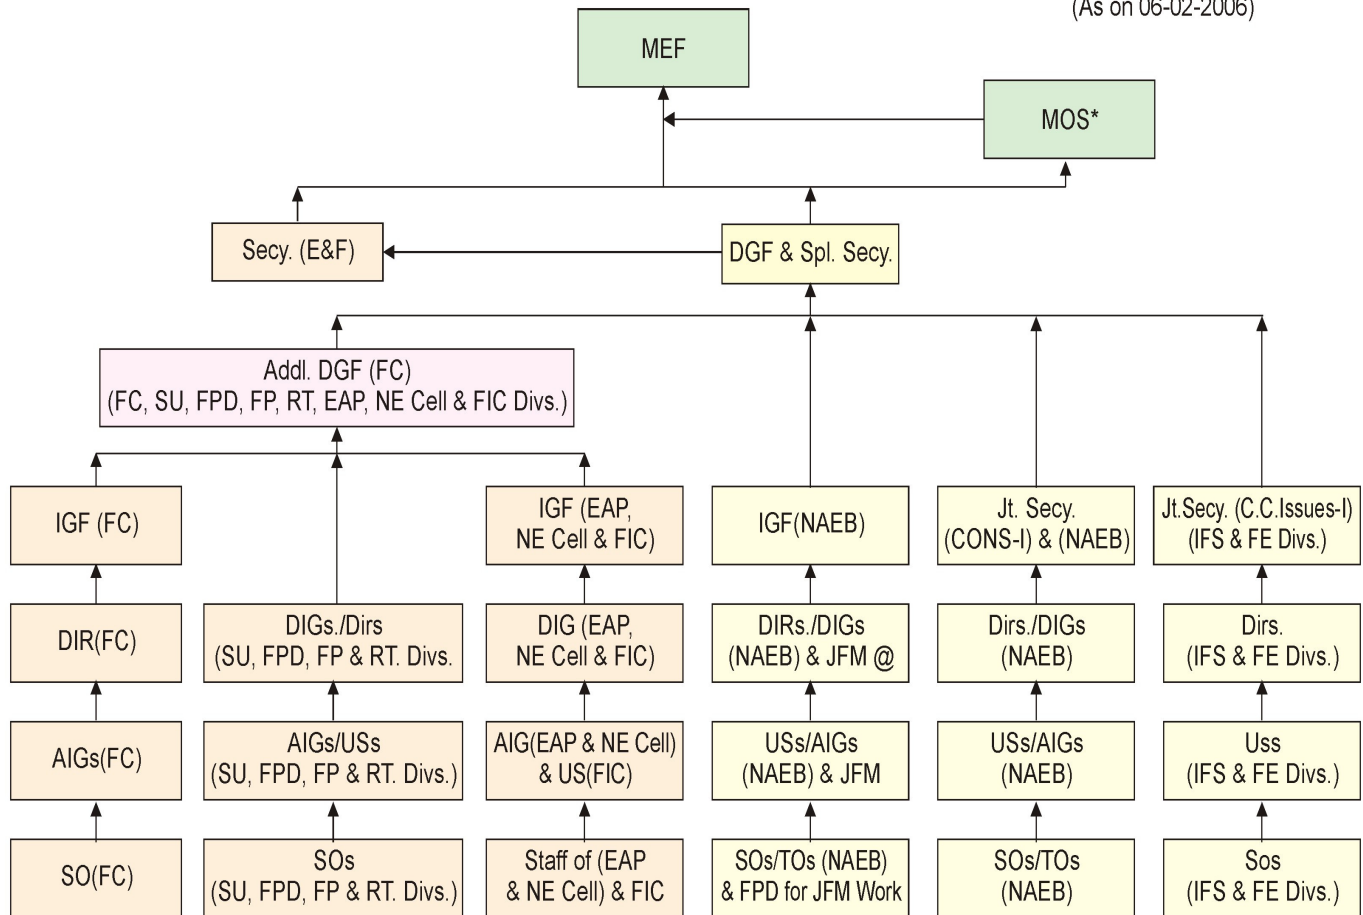 (As on 06-02-2006)
MEF
MOS*
Secy. (E&F)
DGF & Spl. Secy.
Addl. DGF (FC)
(FC, SU, FPD, FP, RT, EAP, NE Cell & FIC Divs.)
IGF (FC)
IGF (EAP,
NE Cell & FIC)
IGF(NAEB)
Jt. Secy.
(CONS-I) & (NAEB)
Jt.Secy. (C.C.Issues-I)
(IFS & FE Divs.)
DIR(FC)
DIGs./Dirs
(SU, FPD, FP & RT. Divs.
DIG (EAP,
NE Cell & FIC)
DIRs./DIGs
(NAEB) & JFM @
Dirs./DIGs
(NAEB)
Dirs.
(IFS & FE Divs.)
AIGs(FC)
AIGs/USs
(SU, FPD, FP & RT. Divs.)
AIG(EAP & NE Cell)
& US(FIC)
USs/AIGs
(NAEB) & JFM
USs/AIGs
(NAEB)
Uss
(IFS & FE Divs.)
SO(FC)
SOs
(SU, FPD, FP & RT. Divs.)
Staff of (EAP
& NE Cell) & FIC
SOs/TOs (NAEB)
& FPD for JFM Work
SOs/TOs
(NAEB)
Sos
(IFS & FE Divs.)